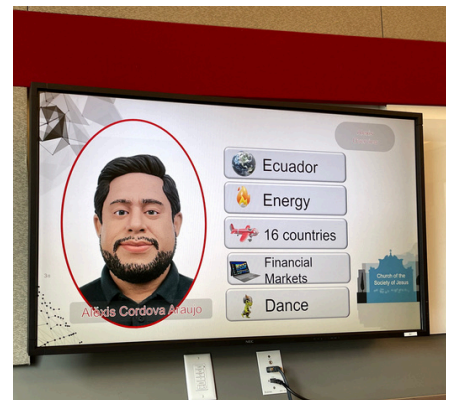 Ecuador
Energy
16 countries
Financial
Markets
Dance
Church of the
Society of Jesus
Alexis Cordova Araujo